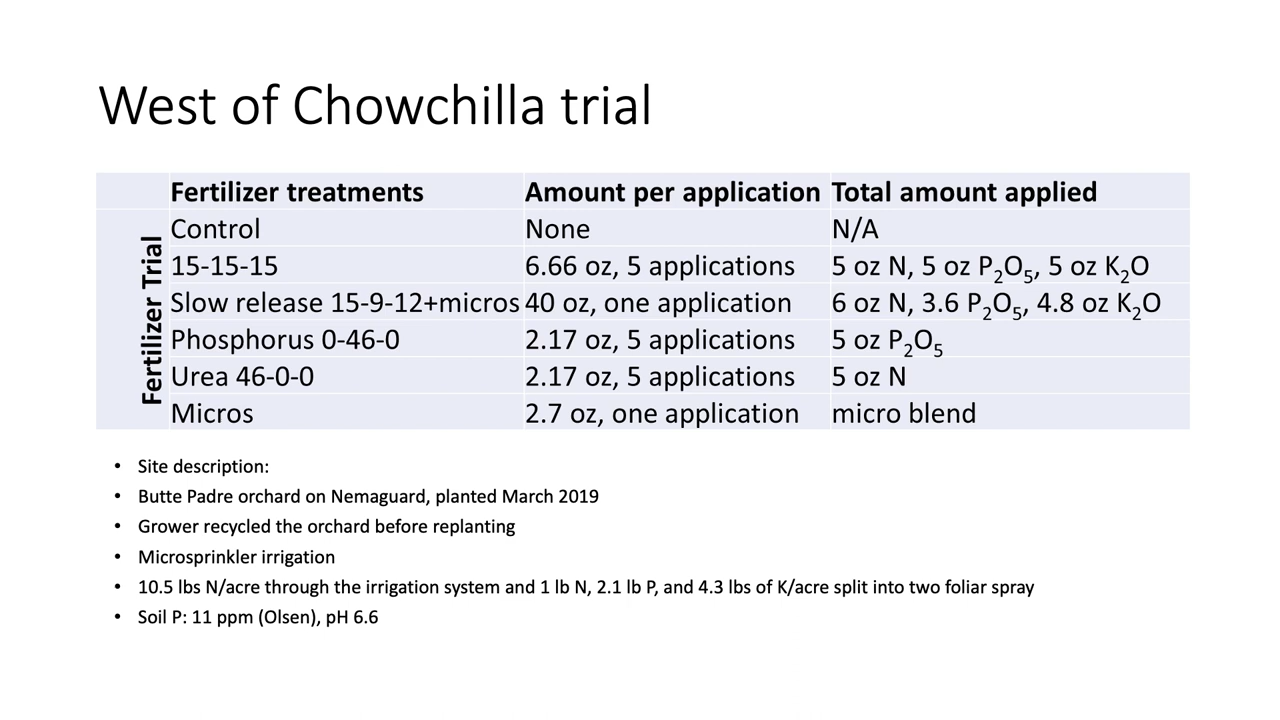 West of Chowchilla trial
Fertilizer treatments Amount per application Total amount applied
Fertilizer Trial
Control None N/A
15-15-15 6.66 oz, 5 applications 5 oz N, 5 oz P₂O₅, 5 oz K₂O
Slow release 15-9-12+micros 40 oz, one application 6 oz N, 3.6 P₂O₅, 4.8 oz K₂O
Phosphorus 0-46-0 2.17 oz, 5 applications 5 oz P₂O₅
Urea 46-0-0 2.17 oz, 5 applications 5 oz N
Micros 2.7 oz, one application micro blend
• Site description:
• Butte Padre orchard on Nemaguard, planted March 2019
• Grower recycled the orchard before replanting
• Microsprinkler irrigation
• 10.5 lbs N/acre through the irrigation system and 1 lb N, 2.1 lb P, and 4.3 lbs of K/acre split into two foliar spray
• Soil P: 11 ppm (Olsen), pH 6.6